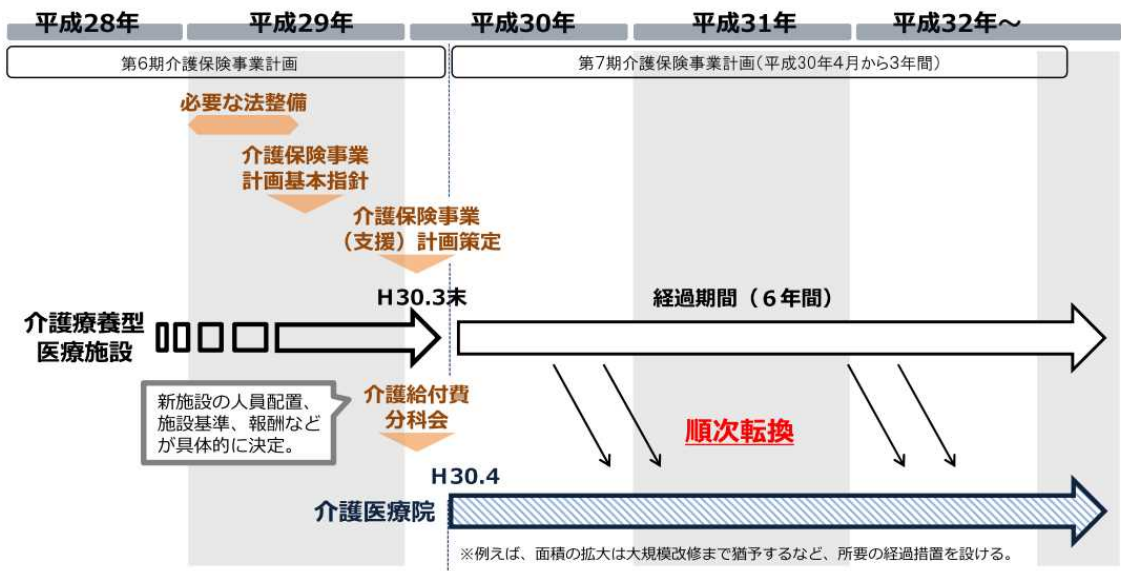 平成28年
平成29年
平成30年
平成31年
平成32年～
第6期介護保険事業計画
第7期介護保険事業計画(平成30年4月から3年間)
必要な法整備
介護保険事業
計画基本指針
介護保険事業
（支援）計画策定
H30.3末
経過期間（６年間）
介護療養型
医療施設
新施設の人員配置、
施設基準、報酬など
が具体的に決定。
介護給付費
分科会
順次転換
H30.4
介護医療院
※例えば、面積の拡大は大規模改修まで猶予するなど、所要の経過措置を設ける。